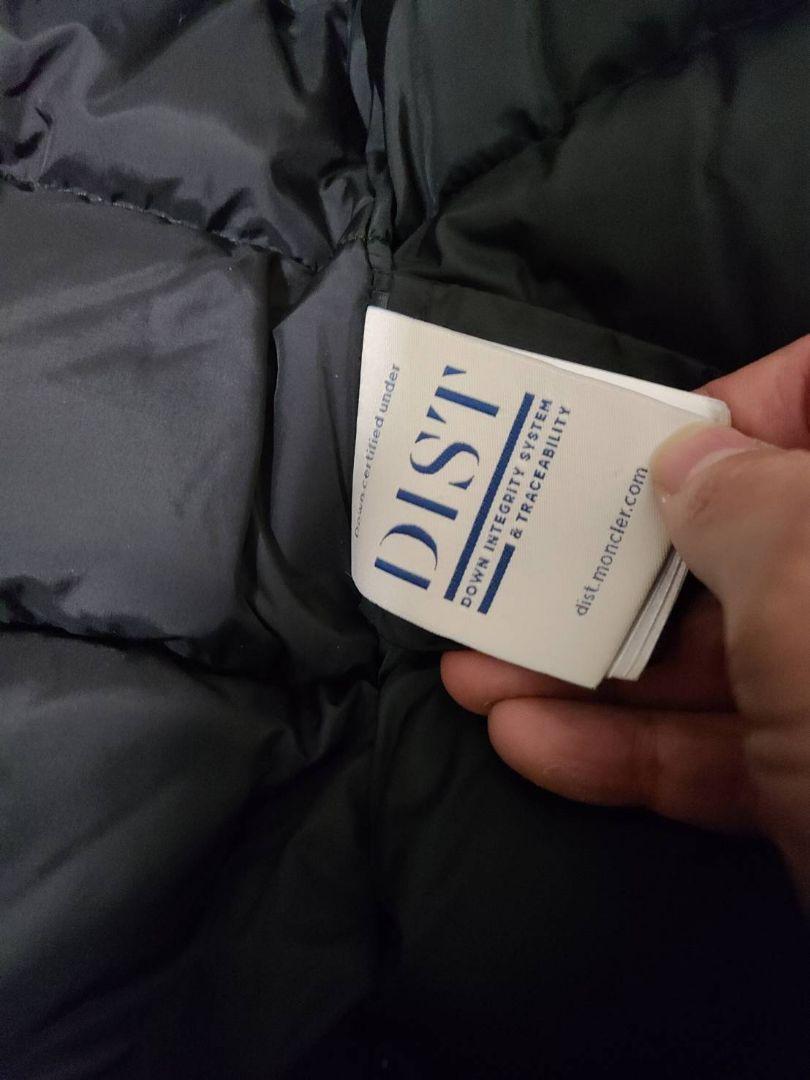 Down certified under
DIST
DOWN INTEGRITY SYSTEM
& TRACEABILITY
dist.moncler.com